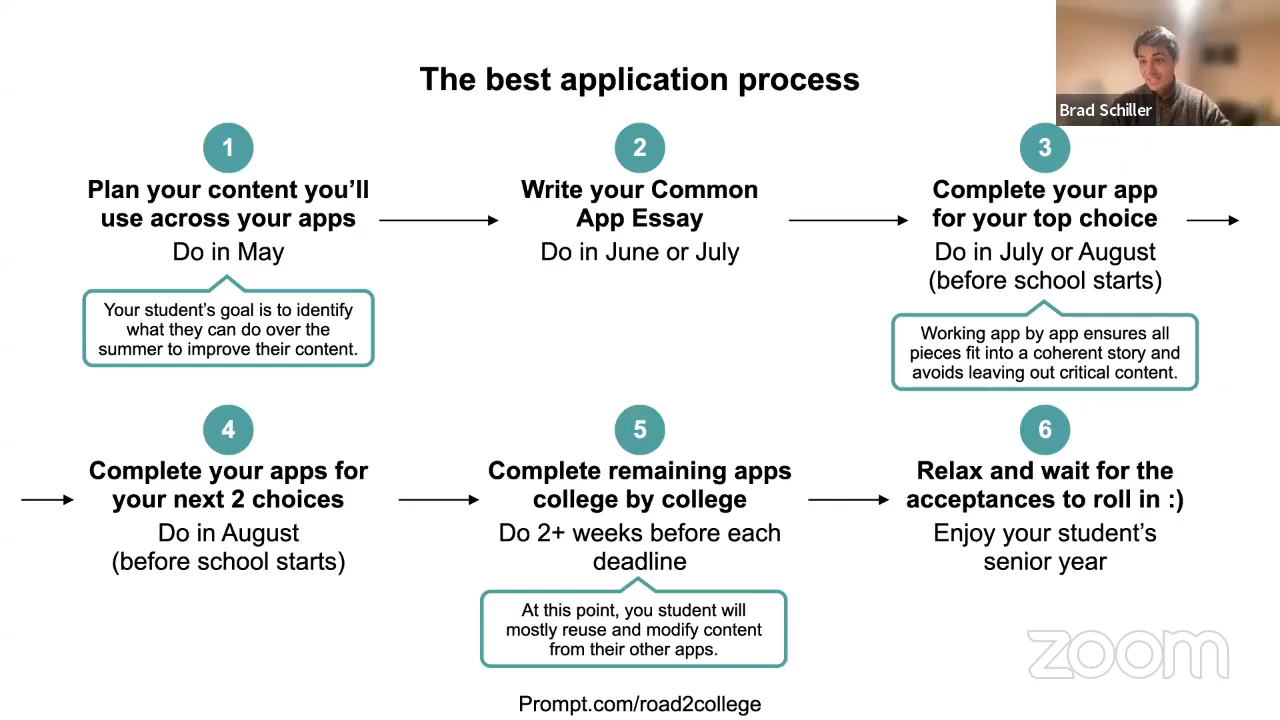 The best application process
Brad Schiller
1
Plan your content you'll
use across your apps
Do in May
Your student's goal is to identify
what they can do over the
summer to improve their content.
2
Write your Common
App Essay
Do in June or July
3
Complete your app
for your top choice
Do in July or August
(before school starts)
Working app by app ensures all
pieces fit into a coherent story and
avoids leaving out critical content.
4
Complete your apps for
your next 2 choices
Do in August
(before school starts)
5
Complete remaining apps
college by college
Do 2+ weeks before each
deadline
At this point, you student will
mostly reuse and modify content
from their other apps.
6
Relax and wait for the
acceptances to roll in :)
Enjoy your student's
senior year
zoom
Prompt.com/road2college